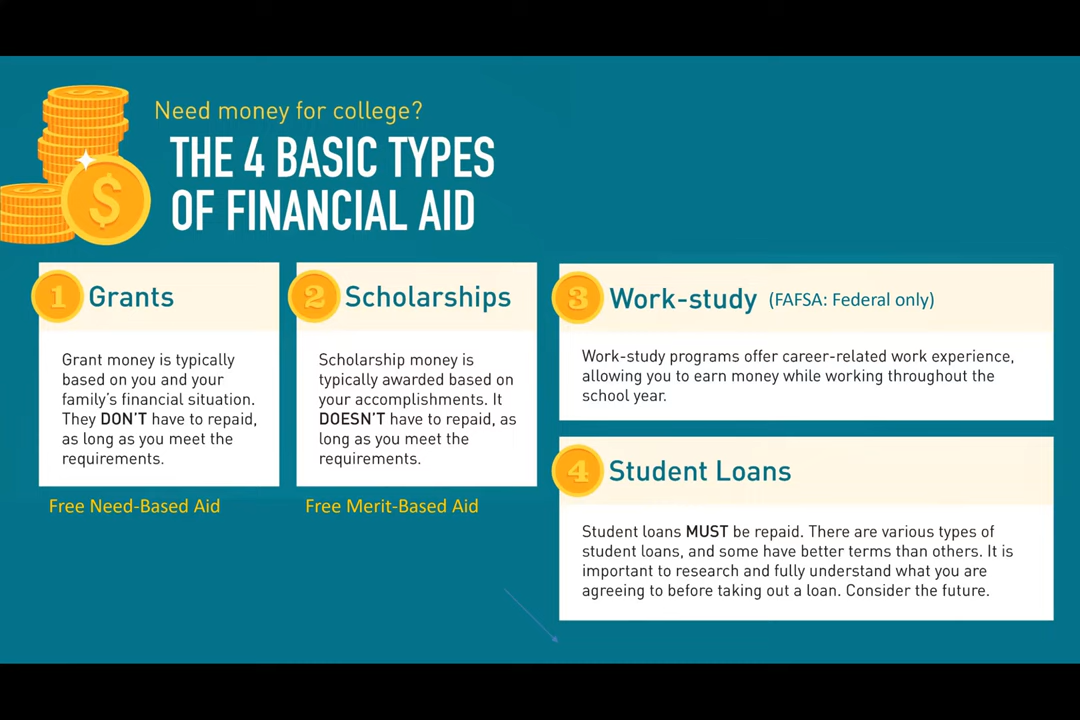 Need money for college?
THE 4 BASIC TYPES
OF FINANCIAL AID
$
1 Grants
Grant money is typically
based on you and your
family's financial situation.
They DON'T have to repaid,
as long as you meet the
requirements.
Free Need-Based Aid
2 Scholarships
Scholarship money is
typically awarded based on
your accomplishments. It
DOESN'T have to repaid, as
long as you meet the
requirements.
Free Merit-Based Aid
3 Work-study (FAFSA: Federal only)
Work-study programs offer career-related work experience,
allowing you to earn money while working throughout the
school year.
4 Student Loans
Student loans MUST be repaid. There are various types of
student loans, and some have better terms than others. It is
important to research and fully understand what you are
agreeing to before taking out a loan. Consider the future.